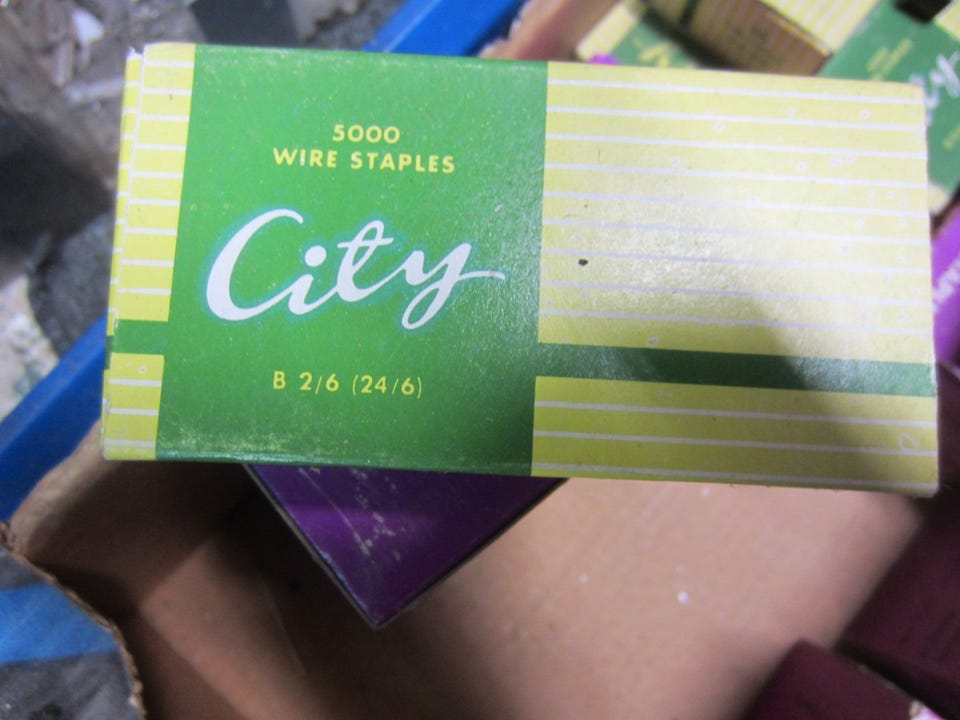 5000
WIRE STAPLES
City
B 2/6 (24/6)